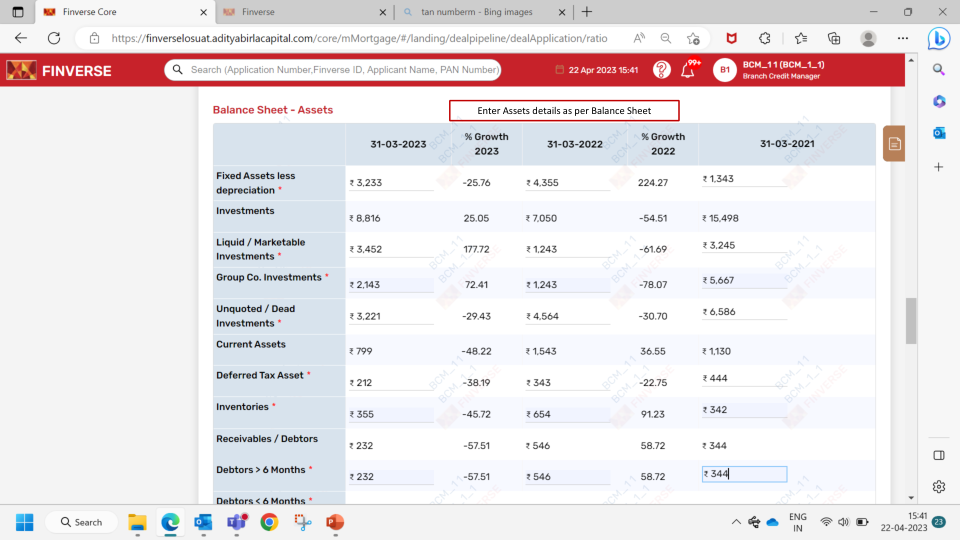 Finverse Core
Finverse
tan numberm - Bing images
https://finverselosuat.adityabirlacapital.com/core/mMortgage/#/landing/dealpipeline/dealApplication/ratio
FINVERSE
Search (Application Number,Finverse ID, Applicant Name, PAN Number)
22 Apr 2023 15:41
99+
B1
BCM_1 1 (BCM_1_1)
Branch Credit Manager
Balance Sheet - Assets
Enter Assets details as per Balance Sheet
31-03-2023 % Growth 2023 31-03-2022 % Growth 2022 31-03-2021
Fixed Assets less depreciation * ₹ 3,233 -25.76 ₹ 4,355 224.27 ₹ 1,343
Investments ₹ 8,816 25.05 ₹ 7,050 -54.51 ₹ 15,498
Liquid / Marketable Investments * ₹ 3,452 177.72 ₹ 1,243 -61.69 ₹ 3,245
Group Co. Investments * ₹ 2,143 72.41 ₹ 1,243 -78.07 ₹ 5,667
Unquoted / Dead Investments * ₹ 3,221 -29.43 ₹ 4,564 -30.70 ₹ 6,586
Current Assets ₹ 799 -48.22 ₹ 1,543 36.55 ₹ 1,130
Deferred Tax Asset * ₹ 212 -38.19 ₹ 343 -22.75 ₹ 444
Inventories * ₹ 355 -45.72 ₹ 654 91.23 ₹ 342
Receivables / Debtors ₹ 232 -57.51 ₹ 546 58.72 ₹ 344
Debtors > 6 Months * ₹ 232 -57.51 ₹ 546 58.72 ₹ 344
Debtors < 6 Months *
Search
ENG
IN
15:41
22-04-2023
23